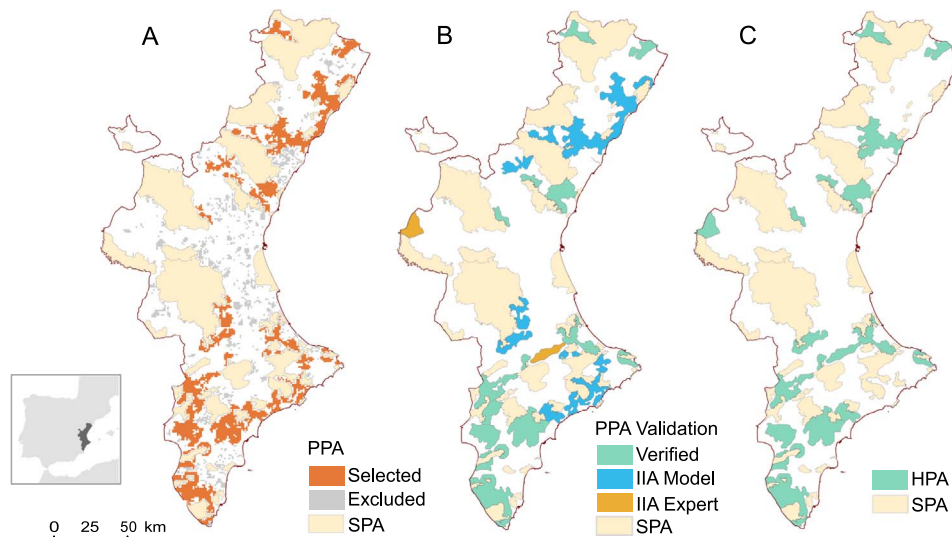 A
B
C
PPA
Selected
Excluded
SPA
PPA Validation
Verified
IIA Model
IIA Expert
SPA
HPA
SPA
0 25 50 km